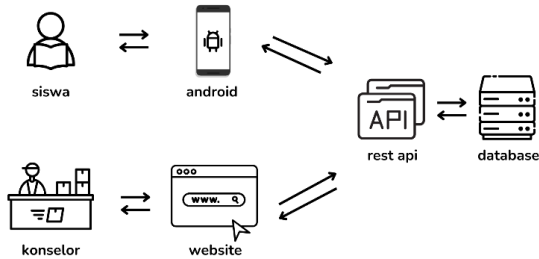 siswa
android
API
rest api
database
www.
konselor
website